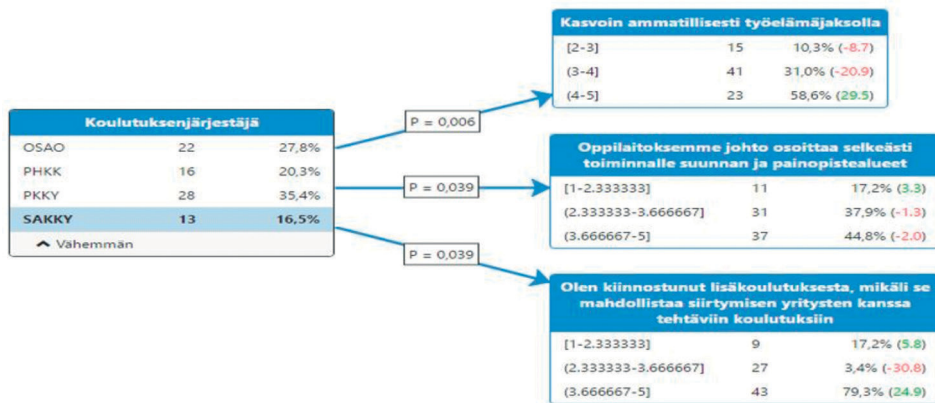 Kasvoin ammatillisesti työelämäjaksolla
[2-3] 15 10,3% (-8.7)
(3-4] 41 31,0% (-20.9)
(4-5] 23 58,6% (29.5)
P = 0,006
Koulutuksenjärjestäjä
OSAO 22 27,8%
PHKK 16 20,3%
PKKY 28 35,4%
SAKKY 13 16,5%
Vähemmän
P = 0,039
Oppilaitoksemme johto osoittaa selkeästi
toiminnalle suunnan ja painopistealueet
[1-2.333333] 11 17,2% (3.3)
(2.333333-3.666667] 31 37,9% (-1.3)
(3.666667-5] 37 44,8% (-2.0)
P = 0,039
Olen kiinnostunut lisäkoulutuksesta, mikäli se
mahdollistaa siirtymisen yritysten kanssa
tehtäviin koulutuksiin
[1-2.333333] 9 17,2% (5.8)
(2.333333-3.666667] 27 3,4% (-30.8)
(3.666667-5] 43 79,3% (24.9)